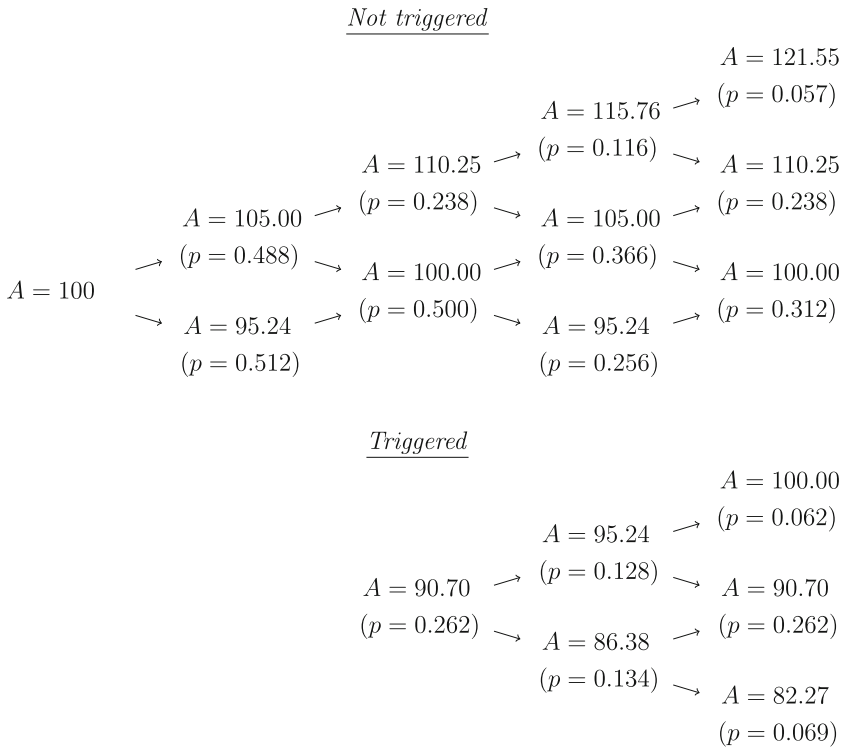 Not triggered
A = 121.55
(p = 0.057)
A = 115.76
(p = 0.116)
A = 110.25
(p = 0.238)
A = 110.25
(p = 0.238)
A = 105.00
(p = 0.488)
A = 105.00
(p = 0.366)
A = 100
A = 100.00
(p = 0.500)
A = 100.00
(p = 0.312)
A = 95.24
(p = 0.512)
A = 95.24
(p = 0.256)
Triggered
A = 100.00
(p = 0.062)
A = 95.24
(p = 0.128)
A = 90.70
(p = 0.262)
A = 90.70
(p = 0.262)
A = 86.38
(p = 0.134)
A = 82.27
(p = 0.069)